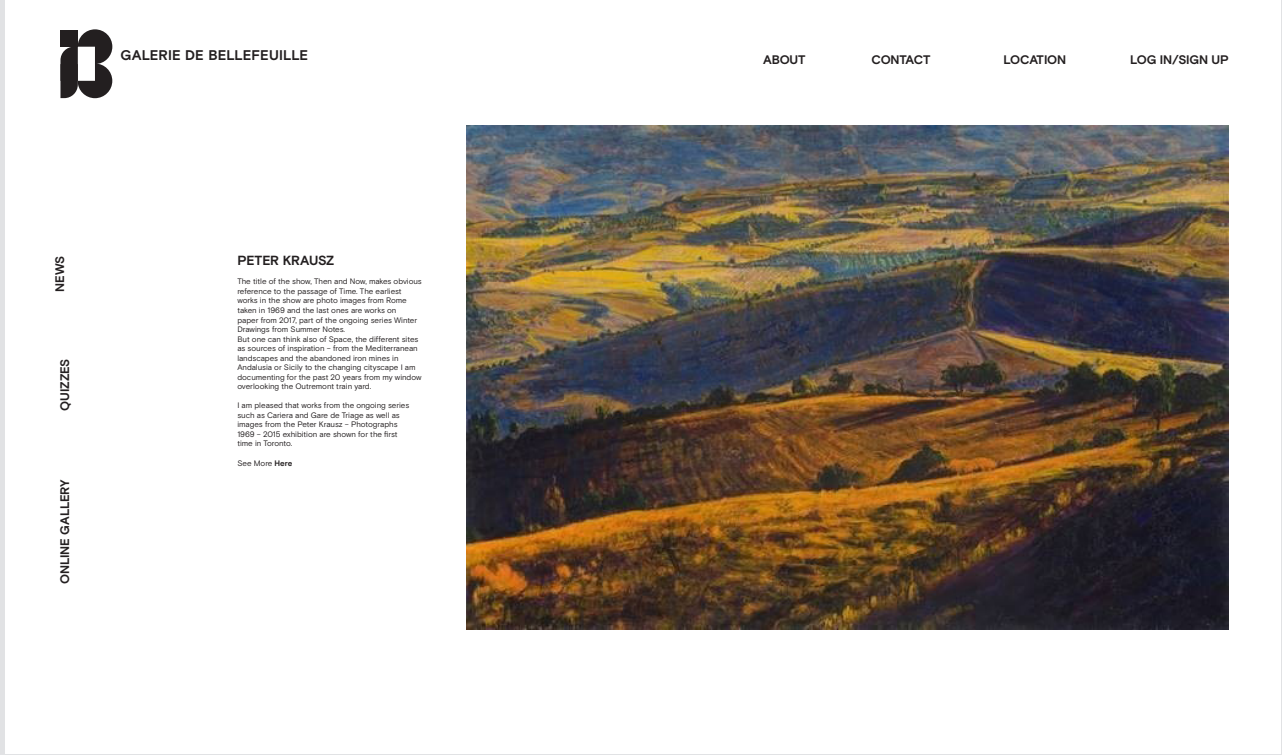 GALERIE DE BELLEFEUILLE
ABOUT
CONTACT
LOCATION
LOG IN/SIGN UP
NEWS
QUIZZES
ONLINE GALLERY
PETER KRAUSZ
The title of the show, Then and Now, makes obvious
reference to the passage of Time. The earliest
works in the show are photo images from Rome
taken in 1969 and the last ones are works on
paper from 2017, part of the ongoing series Winter
Drawings from Summer Notes.
But one can think also of Space, the different sites
as sources of inspiration – from the Mediterranean
landscapes and the abandoned iron mines in
Andalusia or Sicily to the changing cityscape I am
documenting for the past 20 years from my window
overlooking the Outremont train yard.
I am pleased that works from the ongoing series
such as Cariera and Gare de Triage as well as
images from the Peter Krausz – Photographs
1969 – 2015 exhibition are shown for the first
time in Toronto.
See More Here